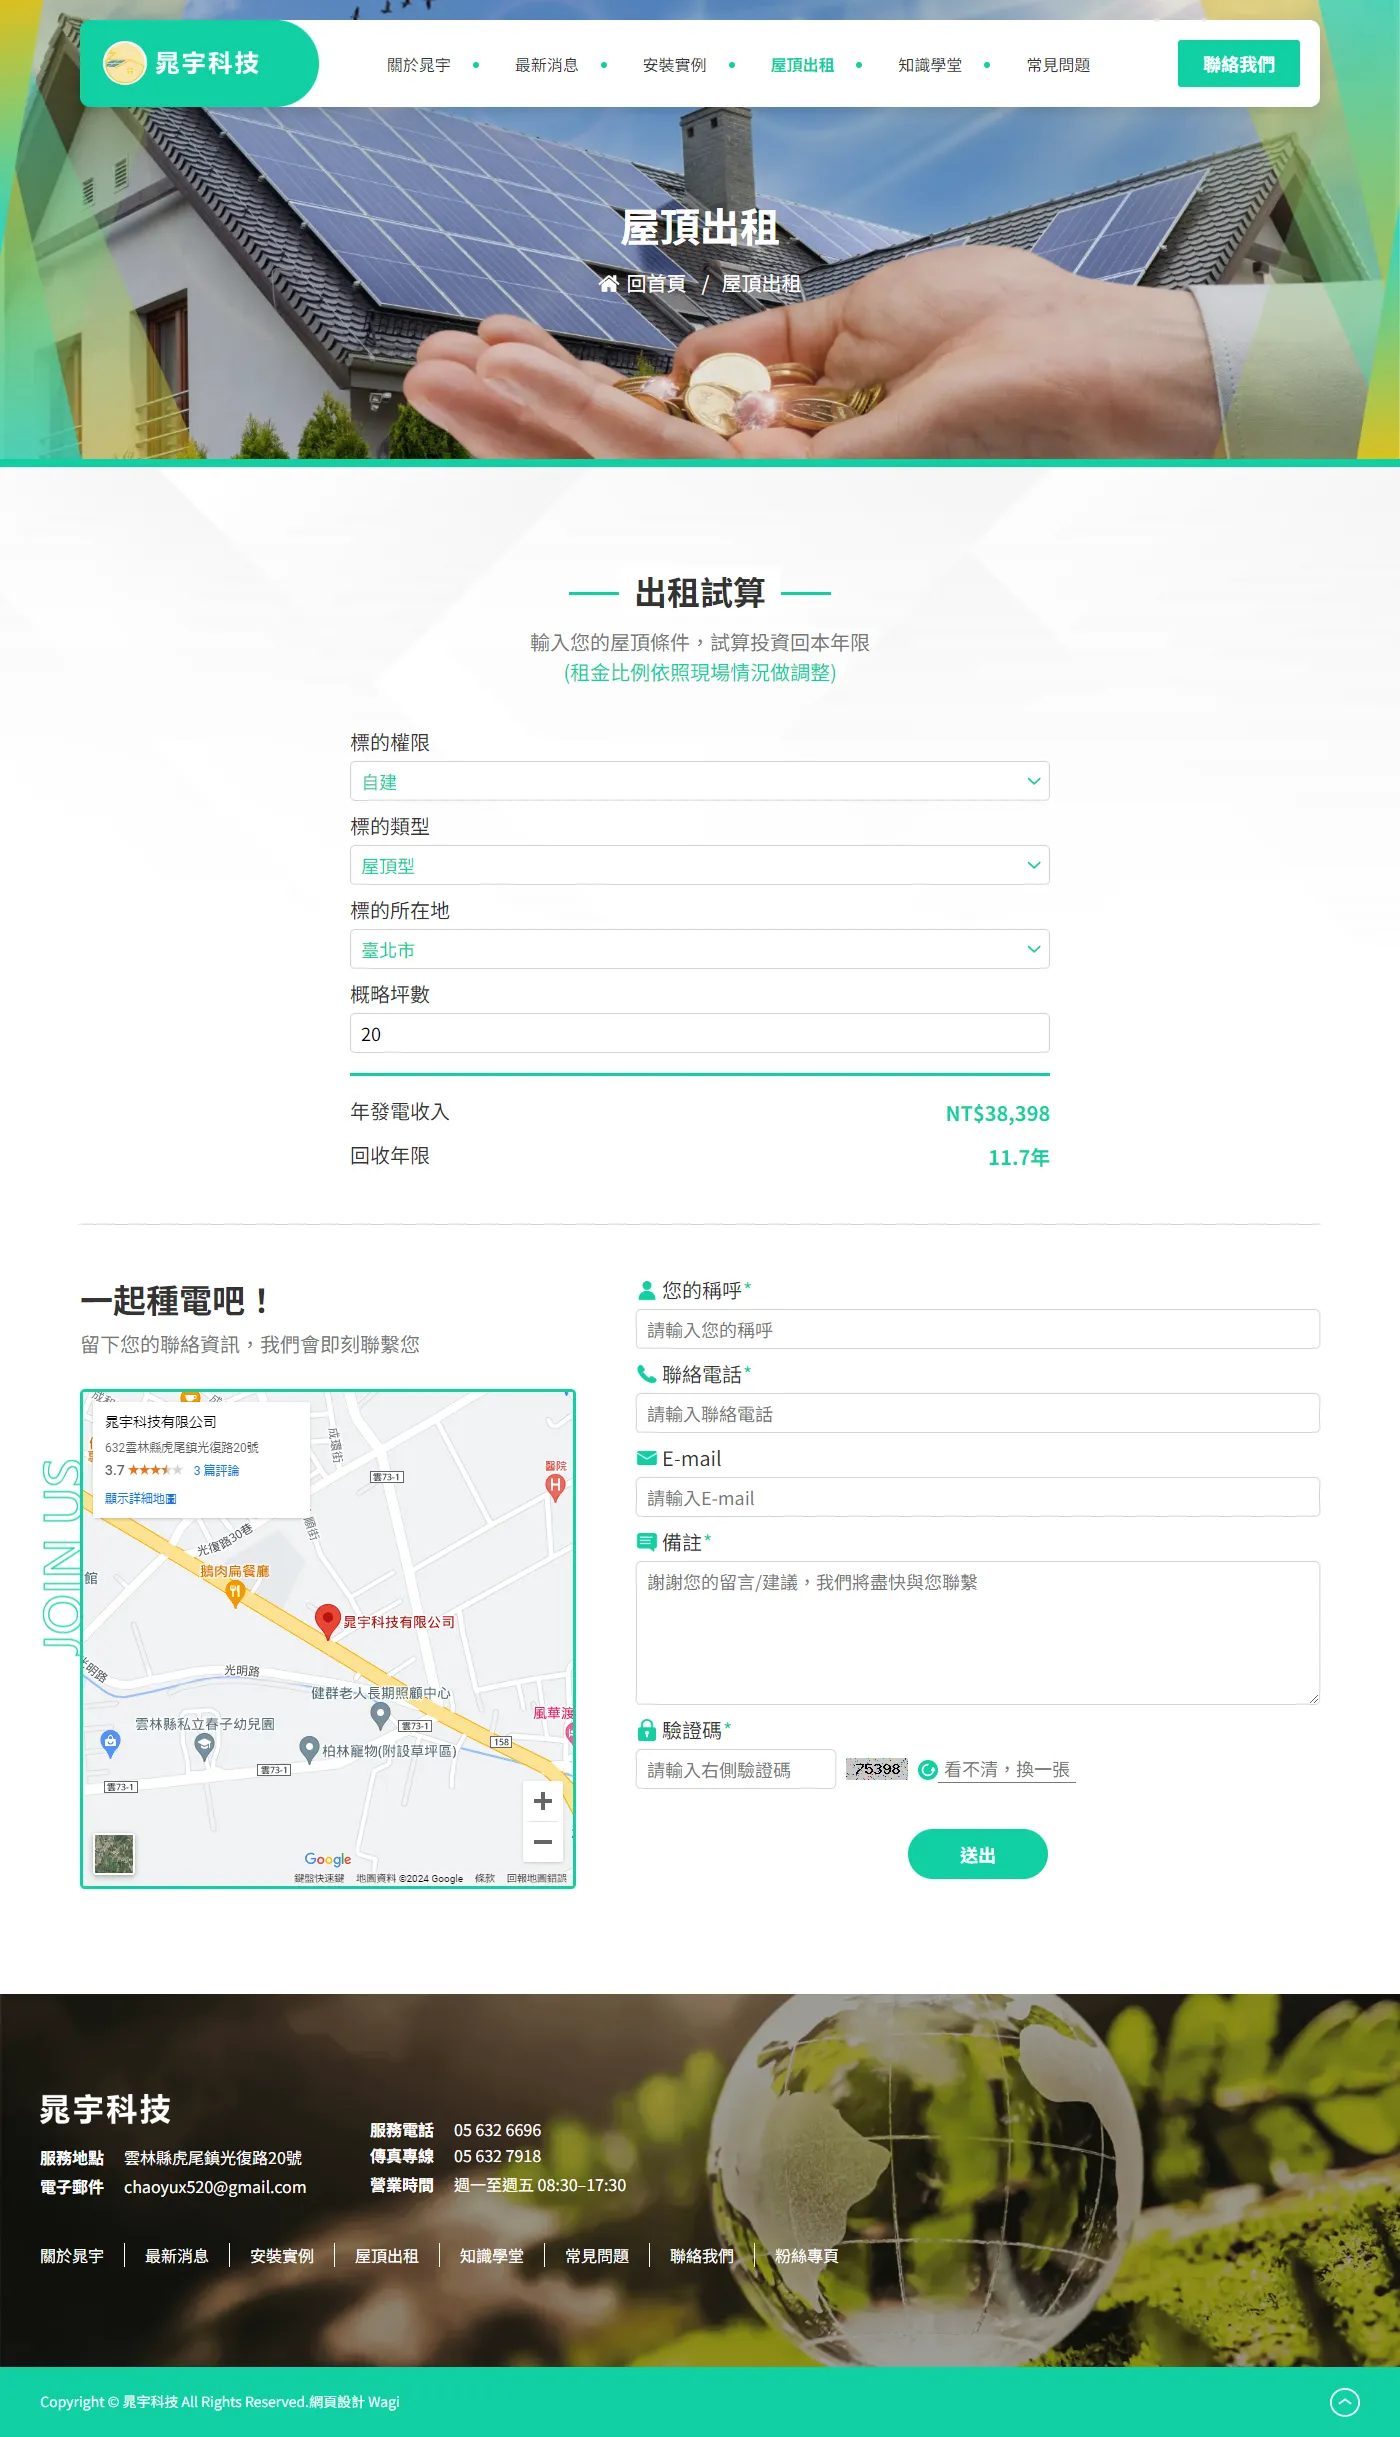 晁宇科技
關於晁宇
最新消息
安裝實例
屋頂出租
知識學堂
常見問題
聯絡我們
屋頂出租
回首頁 / 屋頂出租
出租試算
輸入您的屋頂條件，試算投資回本年限
(租金比例依照現場情況做調整)
標的權限
自建
標的類型
屋頂型
標的所在地
臺北市
概略坪數
20
年發電收入 NT$38,398
回收年限 11.7年
一起種電吧！
留下您的聯絡資訊，我們會即刻聯繫您
JOIN US
晁宇科技有限公司
632雲林縣虎尾鎮光復路20號
3.7 3 篇評論
顯示詳細地圖
成環街
雲73-1
醫院
光復路30巷
順街
館
鵝肉扁餐廳
晁宇科技有限公司
光明路
光明路
健群老人長期照顧中心
風華渡
雲林縣私立春子幼兒園
雲73-1
158
柏林寵物(附設草坪區)
雲73-1
雲73-1
Google
鍵盤快速鍵 地圖資料 ©2024 Google 條款 回報地圖錯誤
您的稱呼*
請輸入您的稱呼
聯絡電話*
請輸入聯絡電話
E-mail
請輸入E-mail
備註*
謝謝您的留言/建議，我們將盡快與您聯繫
驗證碼*
請輸入右側驗證碼
75398
看不清，換一張
送出
晁宇科技
服務地點 雲林縣虎尾鎮光復路20號
電子郵件 chaoyux520@gmail.com
服務電話 05 632 6696
傳真專線 05 632 7918
營業時間 週一至週五 08:30–17:30
關於晁宇
最新消息
安裝實例
屋頂出租
知識學堂
常見問題
聯絡我們
粉絲專頁
Copyright © 晁宇科技 All Rights Reserved.網頁設計 Wagi